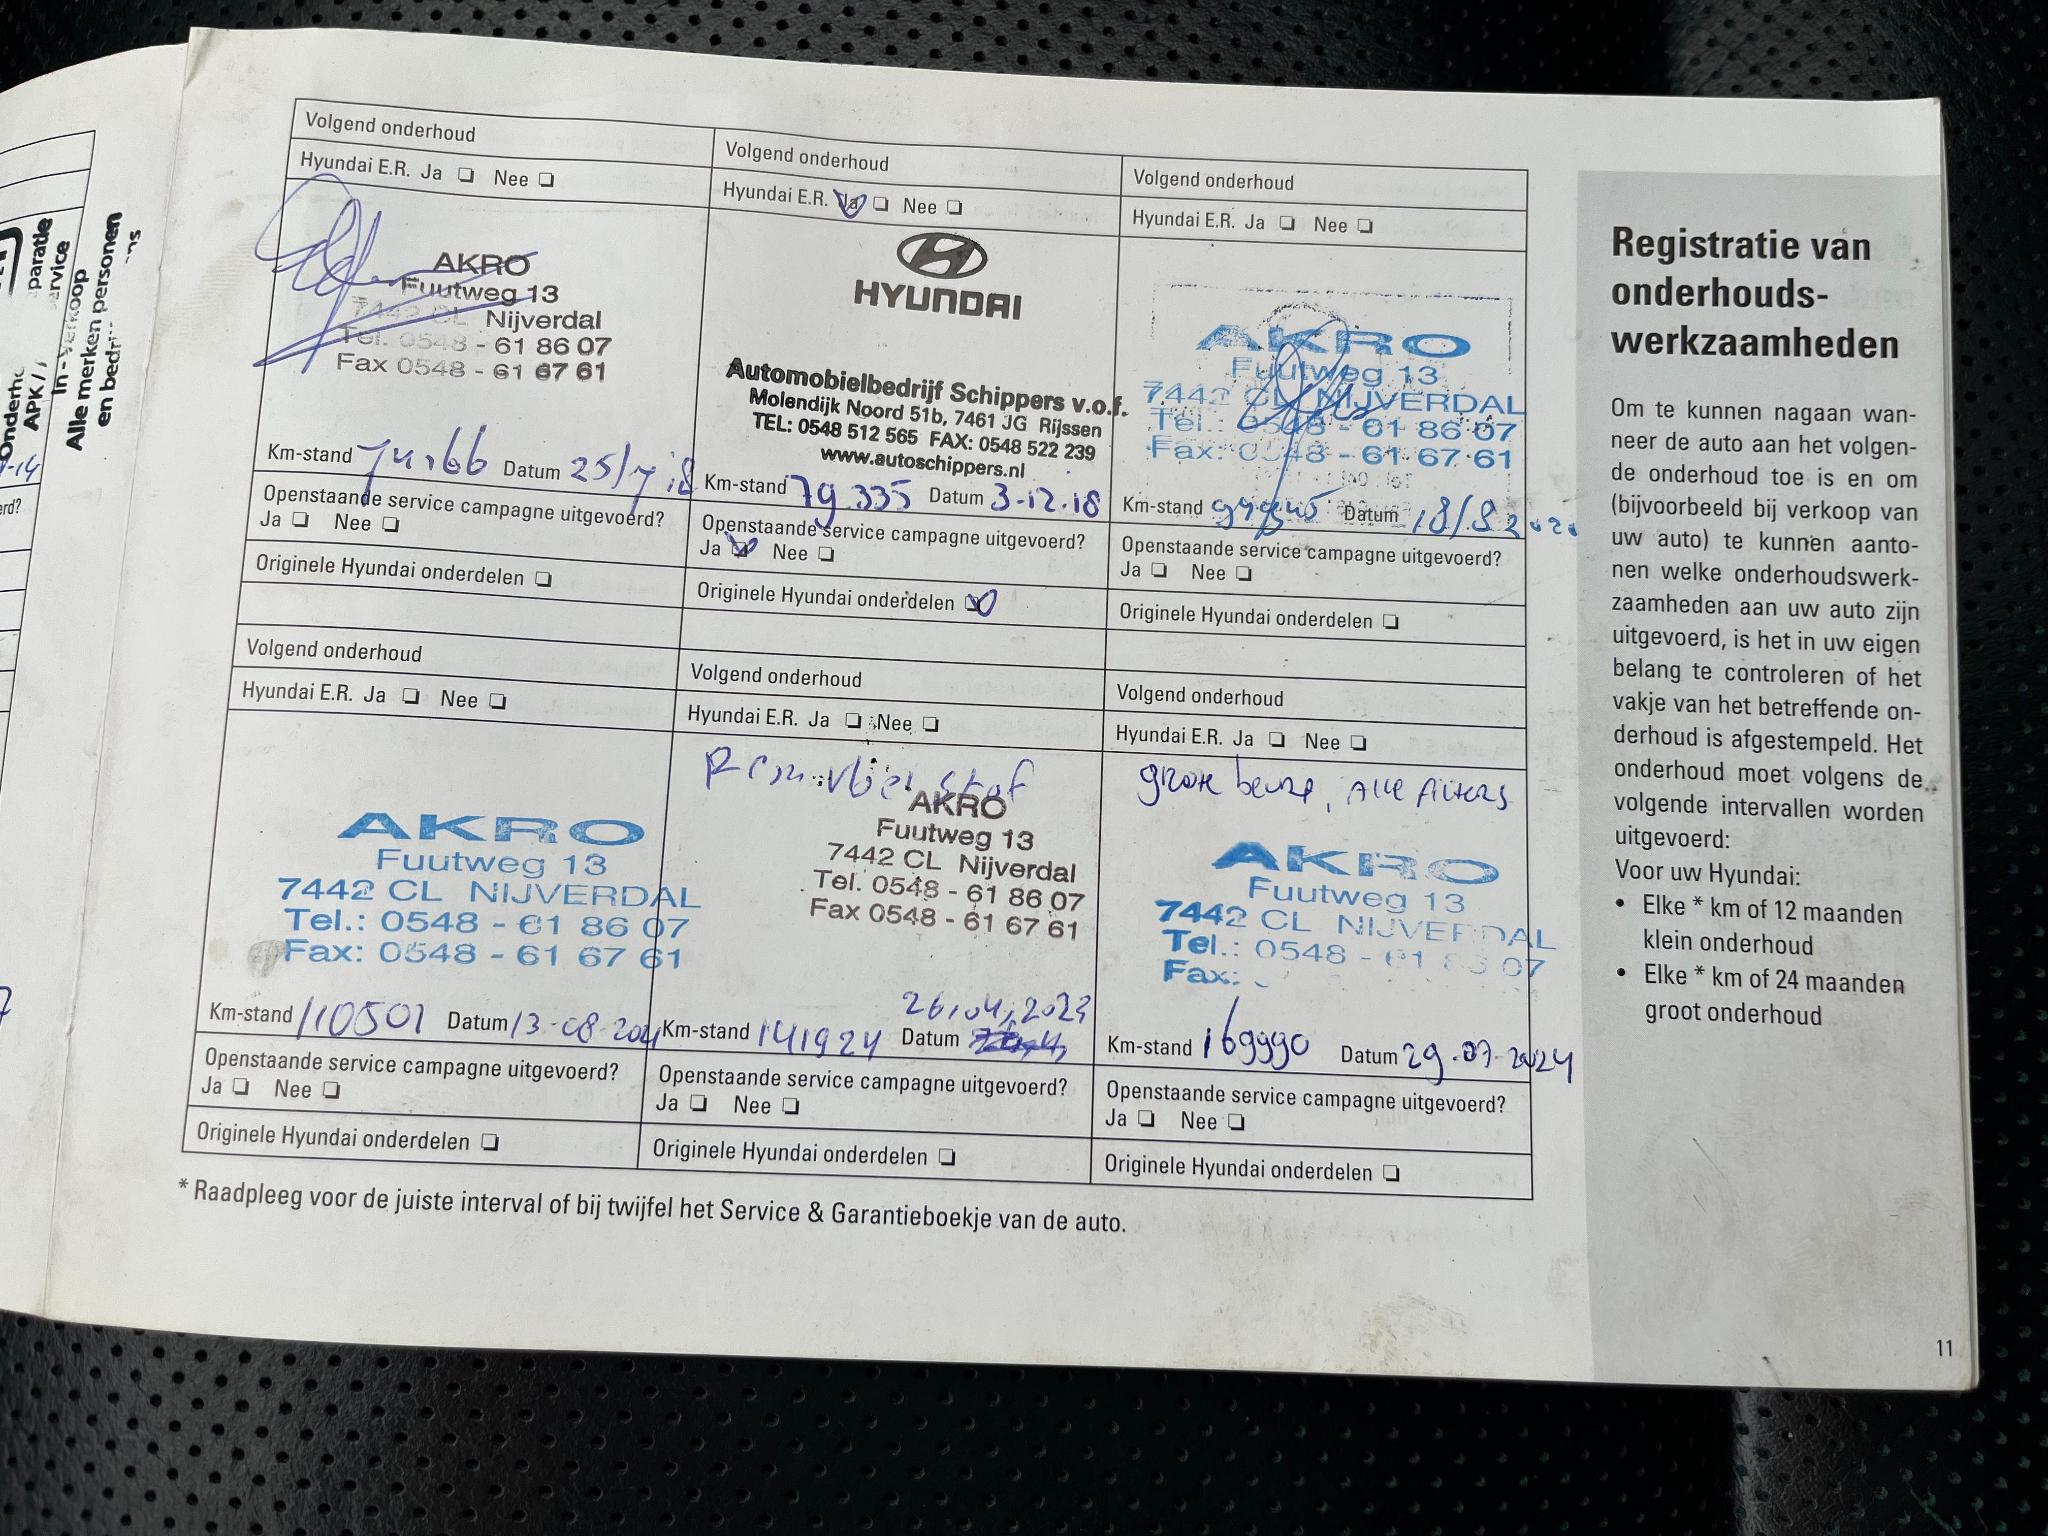 paratie
ervice
In-verkoop
Alle merken personen
APK
Volgend onderhoud
Hyundai E.R. Ja ❏ Nee ❏
AKRO
Fuutweg 13
7442 CL Nijverdal
Tel. 0548 - 61 86 07
Fax 0548 - 61 67 61
Km-stand Datum
Openstaande service campagne uitgevoerd?
Ja ❏ Nee ❏
Originele Hyundai onderdelen ❏
Volgend onderhoud
Hyundai E.R. Ja ❏ Nee ❏
HYUNDAI
Automobielbedrijf Schippers v.o.f.
Molendijk Noord 51b, 7461 JG Rijssen
TEL: 0548 512 565 FAX: 0548 522 239
www.autoschippers.nl
Km-stand 79.335 Datum 3-12.18
Openstaande service campagne uitgevoerd?
Ja ❏ Nee ❏
Originele Hyundai onderdelen ❏
Volgend onderhoud
Hyundai E.R. Ja ❏ Nee ❏
AKRO
Fuutweg 13
7442 CL NIJVERDAL
Tel.: 0548 - 61 86 07
Fax: 0548 - 61 67 61
Km-stand Datum 18/8 2020
Openstaande service campagne uitgevoerd?
Ja ❏ Nee ❏
Originele Hyundai onderdelen ❏
Volgend onderhoud
Hyundai E.R. Ja ❏ Nee ❏
AKRO
Fuutweg 13
7442 CL NIJVERDAL
Tel.: 0548 - 61 86 07
Fax: 0548 - 61 67 61
Km-stand 110501 Datum 13-08-
Openstaande service campagne uitgevoerd?
Ja ❏ Nee ❏
Originele Hyundai onderdelen ❏
Volgend onderhoud
Hyundai E.R. Ja ❏ Nee ❏
Remvloeistof
AKRO
Fuutweg 13
7442 CL Nijverdal
Tel. 0548 - 61 86 07
Fax 0548 - 61 67 61
26.04.2023
Km-stand 141924 Datum
Openstaande service campagne uitgevoerd?
Ja ❏ Nee ❏
Originele Hyundai onderdelen ❏
Volgend onderhoud
Hyundai E.R. Ja ❏ Nee ❏
grote beurt, Alle filters
AKRO
Fuutweg 13
7442 CL NIJVERDAL
Tel.: 0548 - 61 86 07
Fax:
Km-stand 169990 Datum 29-07-2024
Openstaande service campagne uitgevoerd?
Ja ❏ Nee ❏
Originele Hyundai onderdelen ❏
* Raadpleeg voor de juiste interval of bij twijfel het Service & Garantieboekje van de auto.
Registratie van
onderhouds-
werkzaamheden
Om te kunnen nagaan wan-
neer de auto aan het volgen-
de onderhoud toe is en om
(bijvoorbeeld bij verkoop van
uw auto) te kunnen aanto-
nen welke onderhoudswerk-
zaamheden aan uw auto zijn
uitgevoerd, is het in uw eigen
belang te controleren of het
vakje van het betreffende on-
derhoud is afgestempeld. Het
onderhoud moet volgens de
volgende intervallen worden
uitgevoerd:
Voor uw Hyundai:
• Elke * km of 12 maanden
klein onderhoud
• Elke * km of 24 maanden
groot onderhoud
11